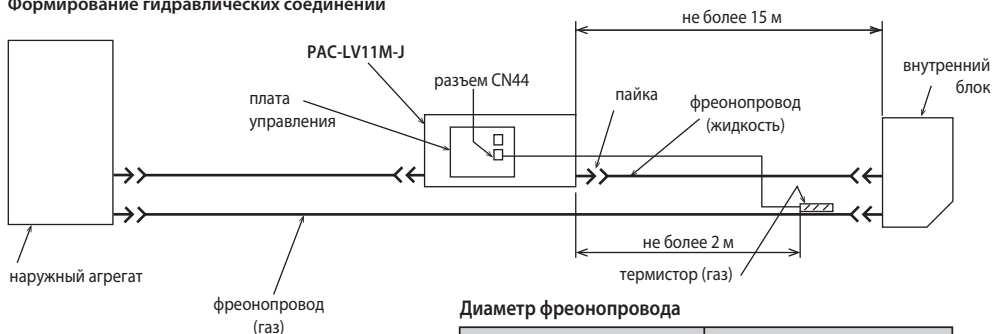 Формирование гидравлических соединений
не более 15 м
PAC-LV11M-J
разъем CN44
внутренний
блок
плата
управления
пайка
фреонопровод
(жидкость)
не более 2 м
наружный агрегат
термистор (газ)
фреонопровод
(газ)
Диаметр фреонопровода